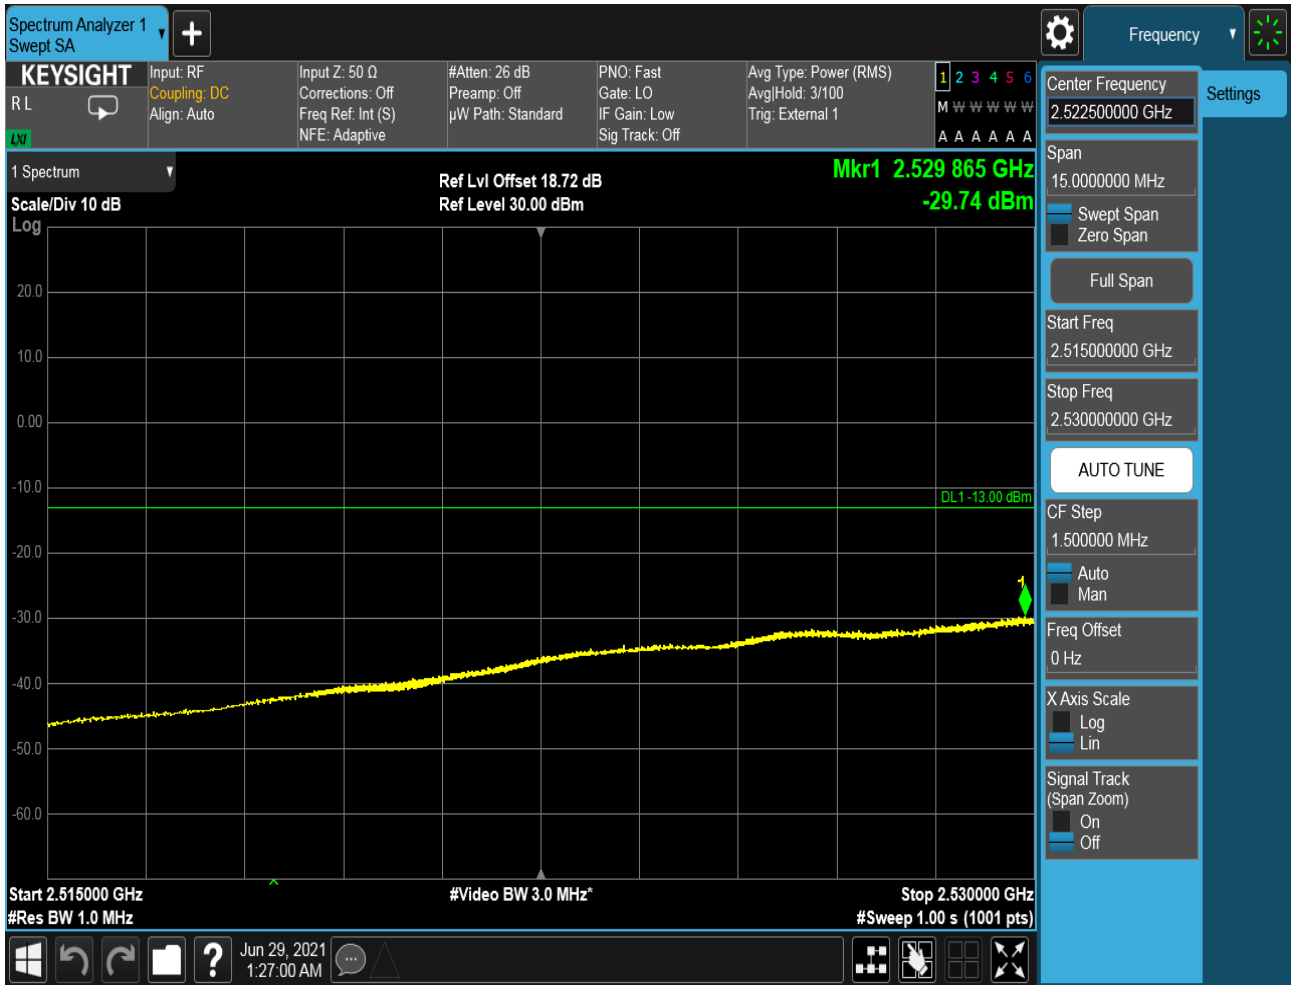 Spectrum Analyzer 1
Swept SA
Frequency
KEYSIGHT
R L
LXI
Input: RF
Coupling: DC
Align: Auto
Input Z: 50 Ω
Corrections: Off
Freq Ref: Int (S)
NFE: Adaptive
#Atten: 26 dB
Preamp: Off
µW Path: Standard
PNO: Fast
Gate: LO
IF Gain: Low
Sig Track: Off
Avg Type: Power (RMS)
Avg|Hold: 3/100
Trig: External 1
1 2 3 4 5 6
M W W W W W
A A A A A A
1 Spectrum
Scale/Div 10 dB
Log
Ref Lvl Offset 18.72 dB
Ref Level 30.00 dBm
Mkr1 2.529 865 GHz
-29.74 dBm
20.0
10.0
0.00
-10.0
-20.0
-30.0
-40.0
-50.0
-60.0
DL1 -13.00 dBm
1
Start 2.515000 GHz
#Res BW 1.0 MHz
#Video BW 3.0 MHz*
Stop 2.530000 GHz
#Sweep 1.00 s (1001 pts)
Jun 29, 2021
1:27:00 AM
Settings
Center Frequency
2.522500000 GHz
Span
15.0000000 MHz
Swept Span
Zero Span
Full Span
Start Freq
2.515000000 GHz
Stop Freq
2.530000000 GHz
AUTO TUNE
CF Step
1.500000 MHz
Auto
Man
Freq Offset
0 Hz
X Axis Scale
Log
Lin
Signal Track
(Span Zoom)
On
Off